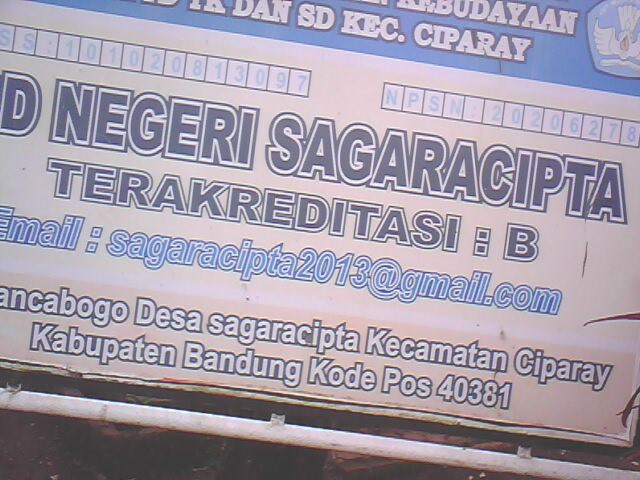 KEBUDAYAAN
TK DAN SD KEC. CIPARAY
SS:101020813097
NPSN:20206278
D NEGERI SAGARACIPTA
TERAKREDITASI : B
Email : sagaracipta2013@gmail.com
ancabogo Desa sagaracipta Kecamatan Ciparay
Kabupaten Bandung Kode Pos 40381